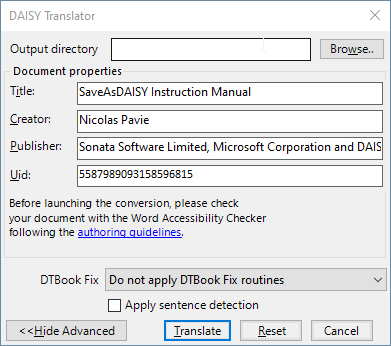 DAISY Translator
Output directory
Browse..
Document properties
Title: SaveAsDAISY Instruction Manual
Creator: Nicolas Pavie
Publisher: Sonata Software Limited, Microsoft Corporation and DAIS
Uid: 5587989093158596815
Before launching the conversion, please check
your document with the Word Accessibility Checker
following the authoring guidelines.
DTBook Fix Do not apply DTBook Fix routines
Apply sentence detection
<<Hide Advanced Translate Reset Cancel